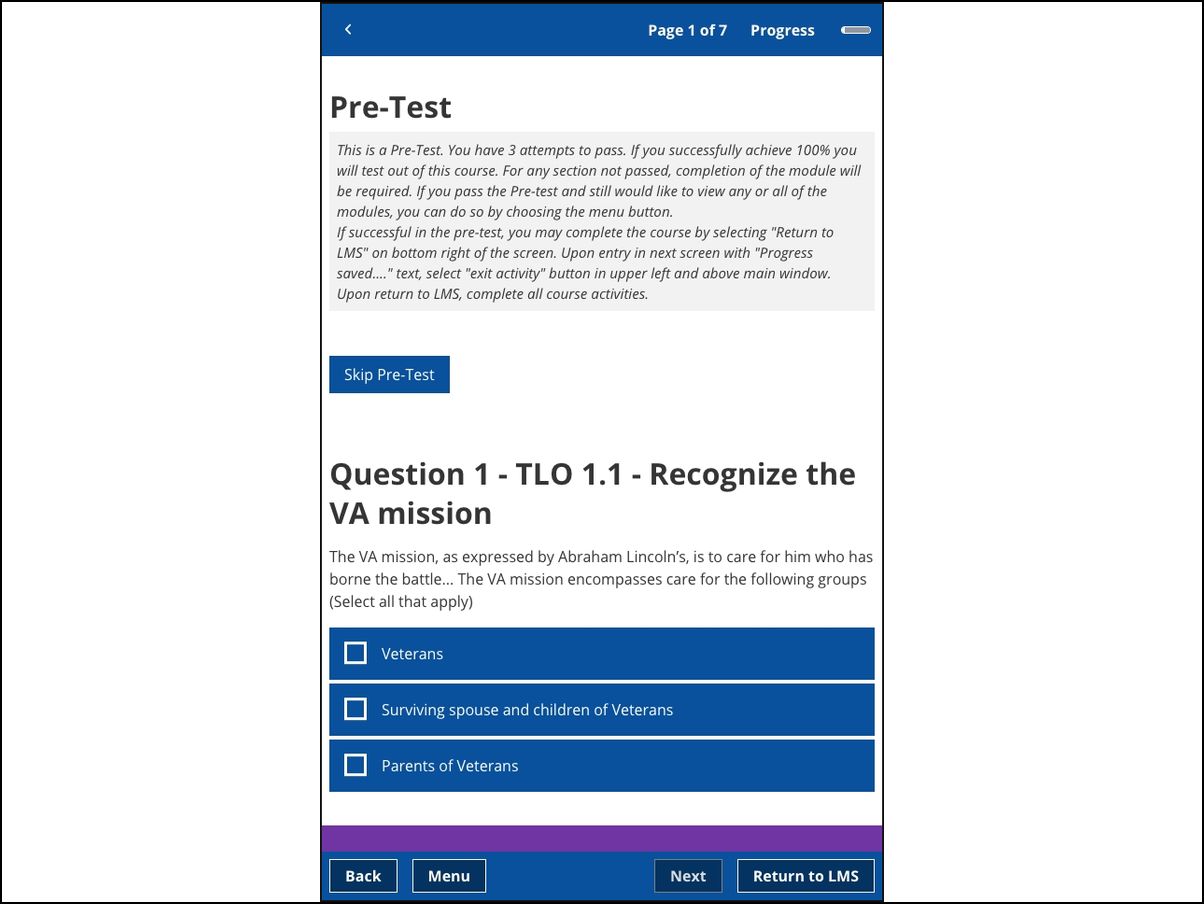 Page 1 of 7 Progress
Pre-Test
This is a Pre-Test. You have 3 attempts to pass. If you successfully achieve 100% you
will test out of this course. For any section not passed, completion of the module will
be required. If you pass the Pre-test and still would like to view any or all of the
modules, you can do so by choosing the menu button.
If successful in the pre-test, you may complete the course by selecting "Return to
LMS" on bottom right of the screen. Upon entry in next screen with "Progress
saved...." text, select "exit activity" button in upper left and above main window.
Upon return to LMS, complete all course activities.
Skip Pre-Test
Question 1 - TLO 1.1 - Recognize the
VA mission
The VA mission, as expressed by Abraham Lincoln’s, is to care for him who has
borne the battle... The VA mission encompasses care for the following groups
(Select all that apply)
Veterans
Surviving spouse and children of Veterans
Parents of Veterans
Back Menu Next Return to LMS